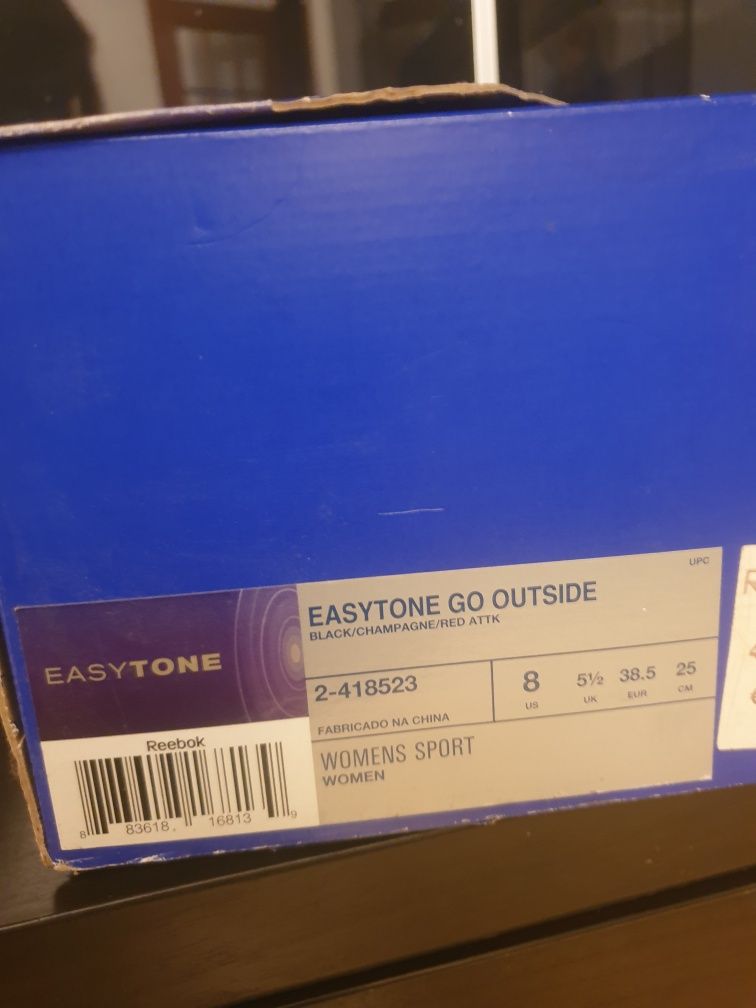 UPC
EASYTONE GO OUTSIDE
BLACK/CHAMPAGNE/RED ATTK
EASYTONE
2-418523
8 5½ 38.5 25
US UK EUR CM
FABRICADO NA CHINA
Reebok
WOMENS SPORT
WOMEN
8 83618. 16813 9